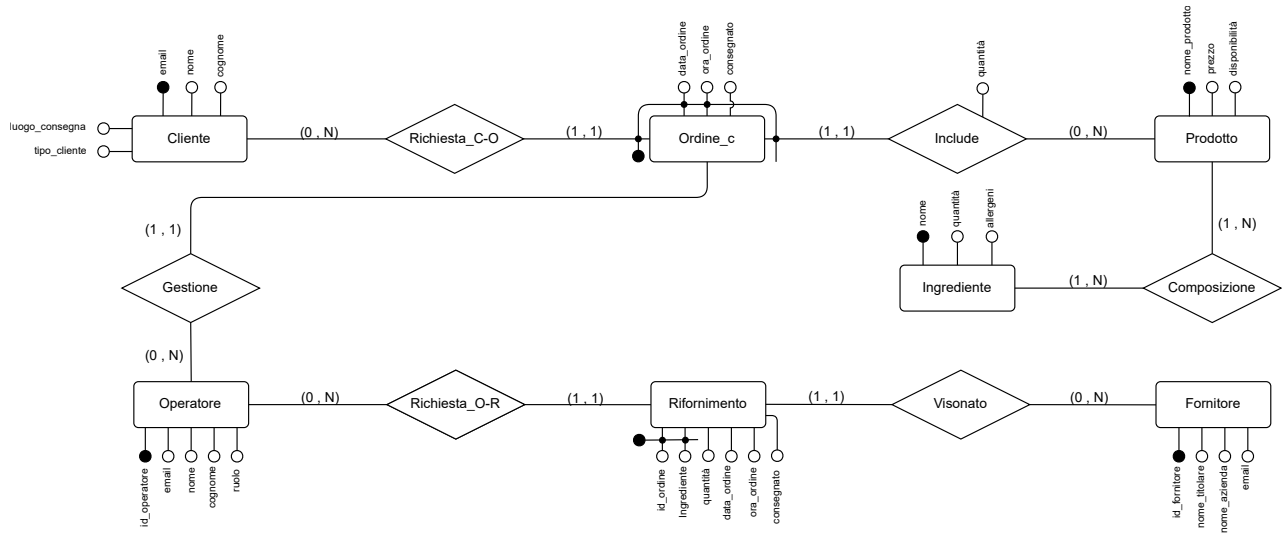 email
nome
cognome
luogo_consegna
tipo_cliente
Cliente
(0 , N)
Richiesta_C-O
(1 , 1)
data_ordine
ora_ordine
consegnato
Ordine_c
(1 , 1)
quantità
Include
(0 , N)
nome_prodotto
prezzo
disponibilità
Prodotto
(1 , 1)
Gestione
(0 , N)
nome
quantità
allergeni
Ingrediente
(1 , N)
Composizione
(1 , N)
Operatore
id_operatore
email
nome
cognome
ruolo
(0 , N)
Richiesta_O-R
(1 , 1)
Rifornimento
id_ordine
Ingrediente
quantità
data_ordine
ora_ordine
consegnato
(1 , 1)
Visonato
(0 , N)
Fornitore
id_fornitore
nome_titolare
nome_azienda
email